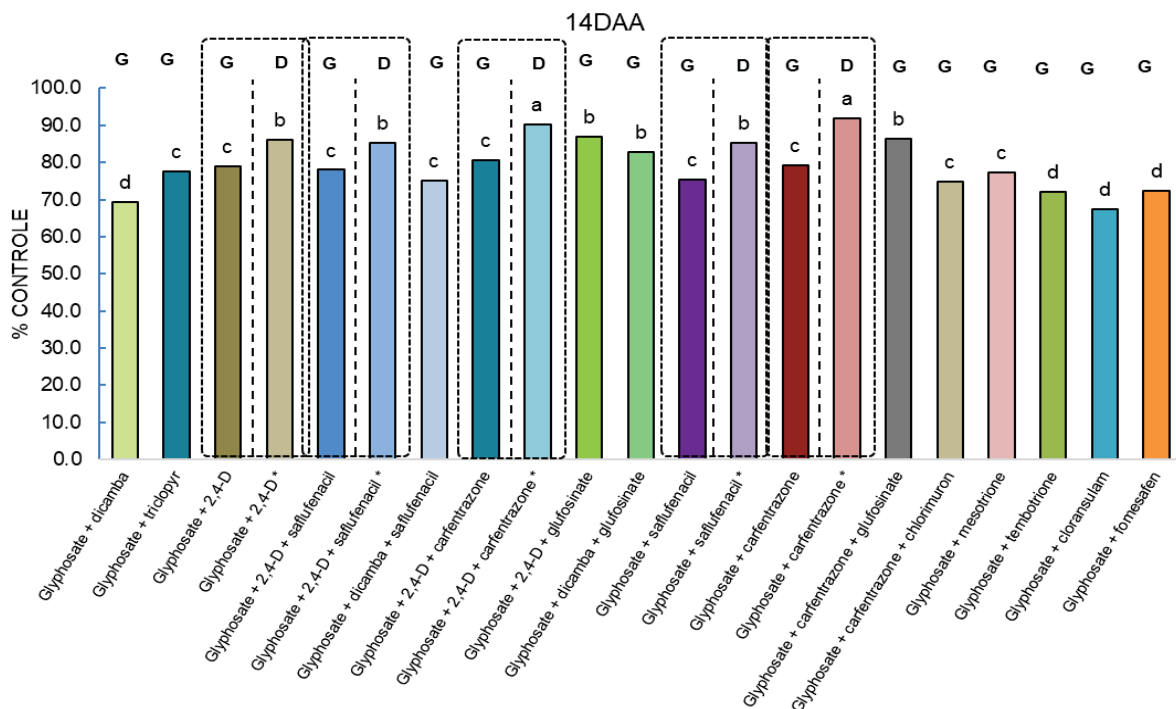 14DAA
G G G D G D G G D G G G D G D G G G G G G
d c c b c b c c a b b c b c a b c c d d d
% CONTROLE
100.0
90.0
80.0
70.0
60.0
50.0
40.0
30.0
20.0
10.0
0.0
Glyphosate + dicamba
Glyphosate + triclopyr
Glyphosate + 2,4-D
Glyphosate + 2,4-D*
Glyphosate + 2,4-D + saflufenacil
Glyphosate + 2,4-D + saflufenacil *
Glyphosate + dicamba + saflufenacil
Glyphosate + 2,4-D + carfentrazone
Glyphosate + 2,4-D + carfentrazone *
Glyphosate + 2,4-D + glufosinate
Glyphosate + dicamba + glufosinate
Glyphosate + saflufenacil
Glyphosate + saflufenacil *
Glyphosate + carfentrazone
Glyphosate + carfentrazone *
Glyphosate + carfentrazone + glufosinate
Glyphosate + carfentrazone + chlorimuron
Glyphosate + mesotrione
Glyphosate + tembotrione
Glyphosate + cloransulam
Glyphosate + fomesafen